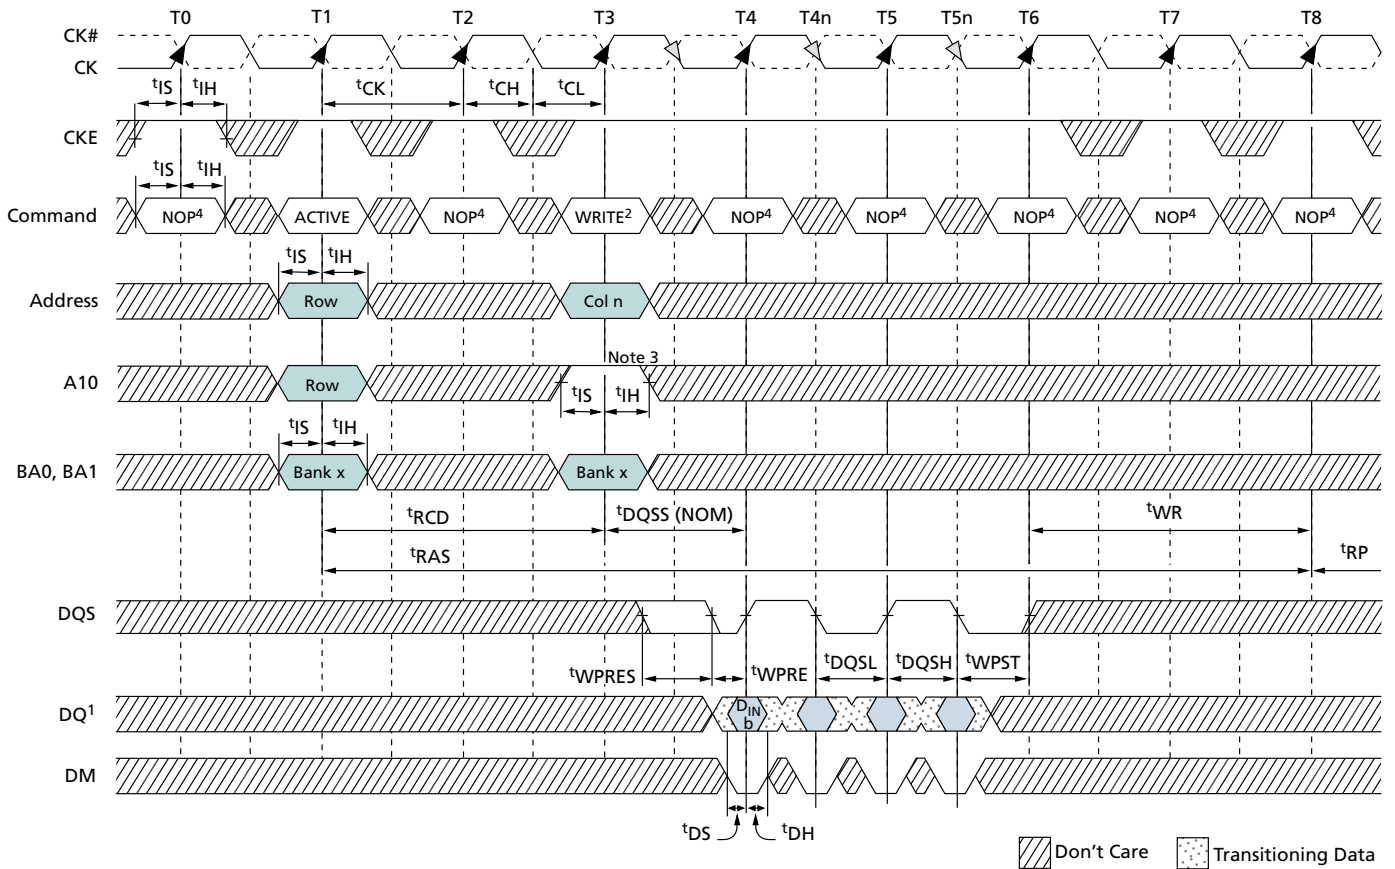 T0 T1 T2 T3 T4 T4n T5 T5n T6 T7 T8
CK#
CK
tIS tIH tCK tCH tCL
CKE
tIS tIH
Command NOP4 ACTIVE NOP4 WRITE2 NOP4 NOP4 NOP4 NOP4 NOP4
tIS tIH
Address Row Col n
Note 3
A10 Row
tIS tIH
tIS tIH
BA0, BA1 Bank x Bank x
tRCD tDQSS (NOM) tWR
tRAS tRP
DQS
tWPRES tWPRE tDQSL tDQSH tWPST
DQ1 DIN
b
DM
tDS tDH
Don't Care Transitioning Data